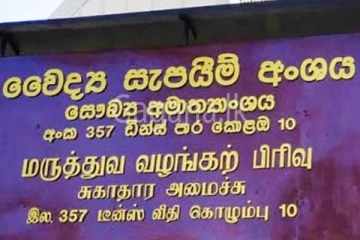 වෛද්‍ය සැපයීම් අංශය
සෞඛ්‍ය අමාත්‍යංශය
අංක 357 ඩීන්ස් පාර කොළඹ 10
மருத்துவ வழங்கற் பிரிவு
சுகாதார அமைச்சு
இல. 357 டீன்ஸ் வீதி கொழும்பு 10